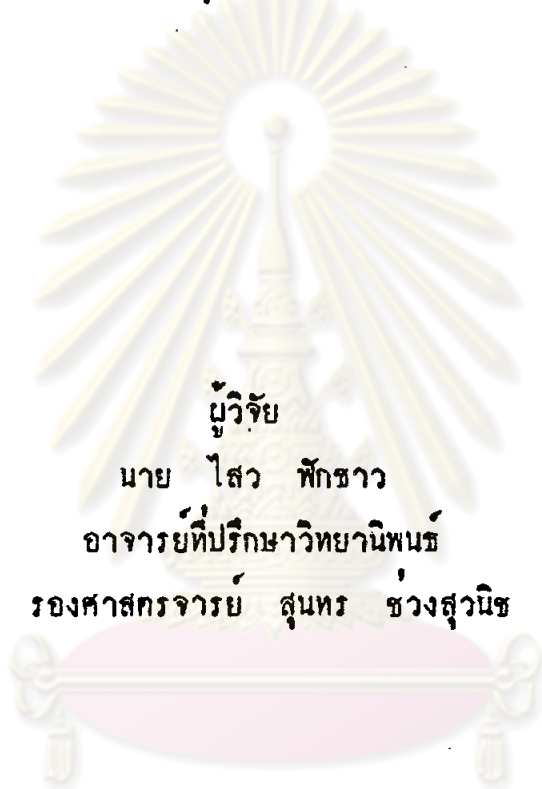 ผู้วิจัย
นาย ไสว ฟักขาว
อาจารย์ที่ปรึกษาวิทยานิพนธ์
รองศาสตรจารย์ สุนทร ช่วงสุวนิช